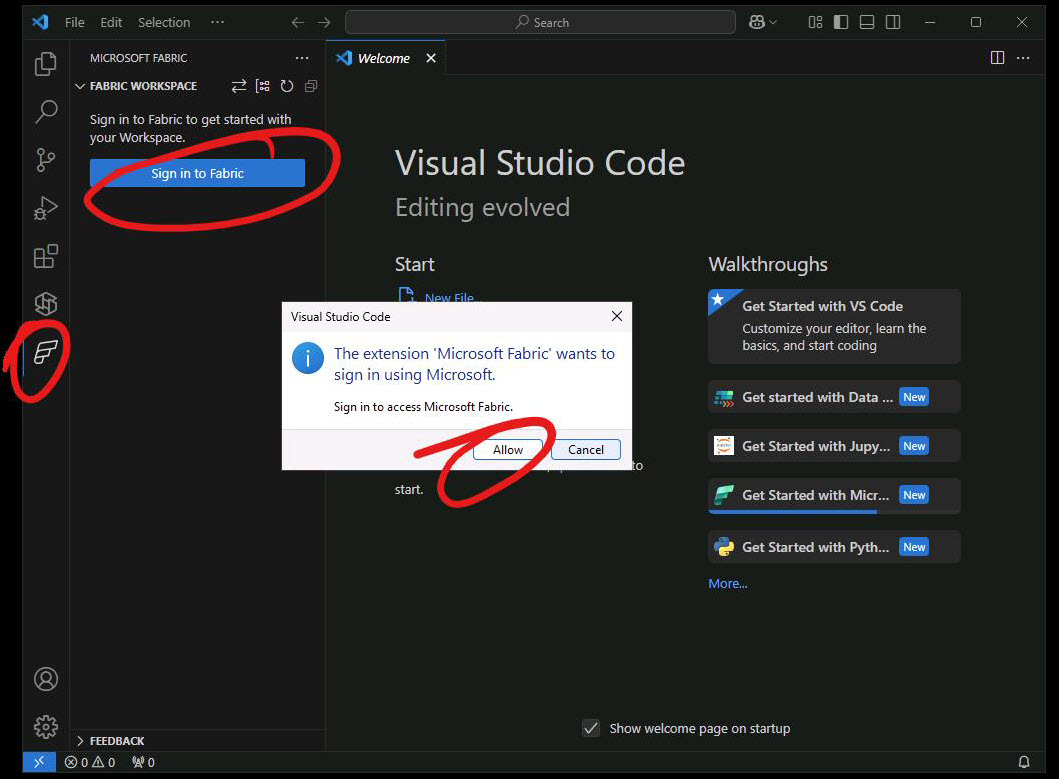 File Edit Selection ···
Search
MICROSOFT FABRIC ···
FABRIC WORKSPACE
Sign in to Fabric to get started with
your Workspace.
Sign in to Fabric
FEEDBACK
Welcome
Visual Studio Code
Editing evolved
Start
New File...
Visual Studio Code
The extension 'Microsoft Fabric' wants to
sign in using Microsoft.
Sign in to access Microsoft Fabric.
Allow Cancel
to
start.
Walkthroughs
Get Started with VS Code
Customize your editor, learn the
basics, and start coding
Get started with Data ... New
Get Started with Jupy... New
Get Started with Micr... New
Get Started with Pyth... New
More...
Show welcome page on startup
0 0 0